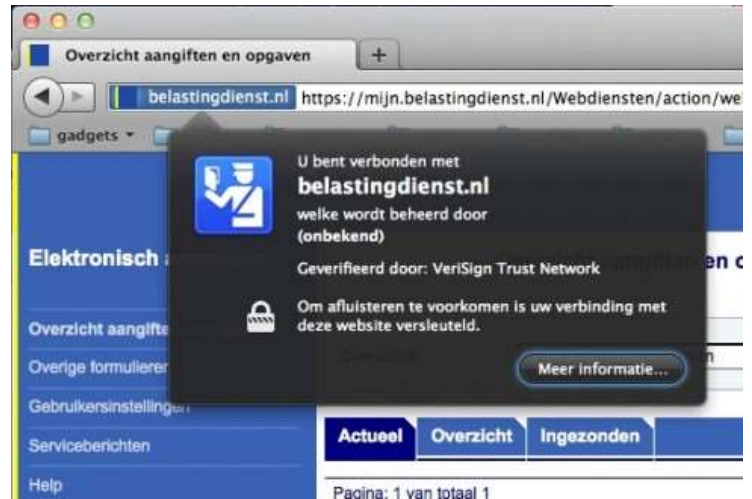 Overzicht aangiften en opgaven
+
belastingdienst.nl https://mijn.belastingdienst.nl/Webdiensten/action/we
gadgets
U bent verbonden met
belastingdienst.nl
welke wordt beheerd door
(onbekend)
Geverifieerd door: VeriSign Trust Network
Om afluisteren te voorkomen is uw verbinding met
deze website versleuteld.
Meer informatie...
Elektronisch
en
Overzicht aangifte
Overige formulieren
Gebruikersinstellingen
Serviceberichten
Help
Actueel Overzicht Ingezonden
Pagina: 1 van totaal 1